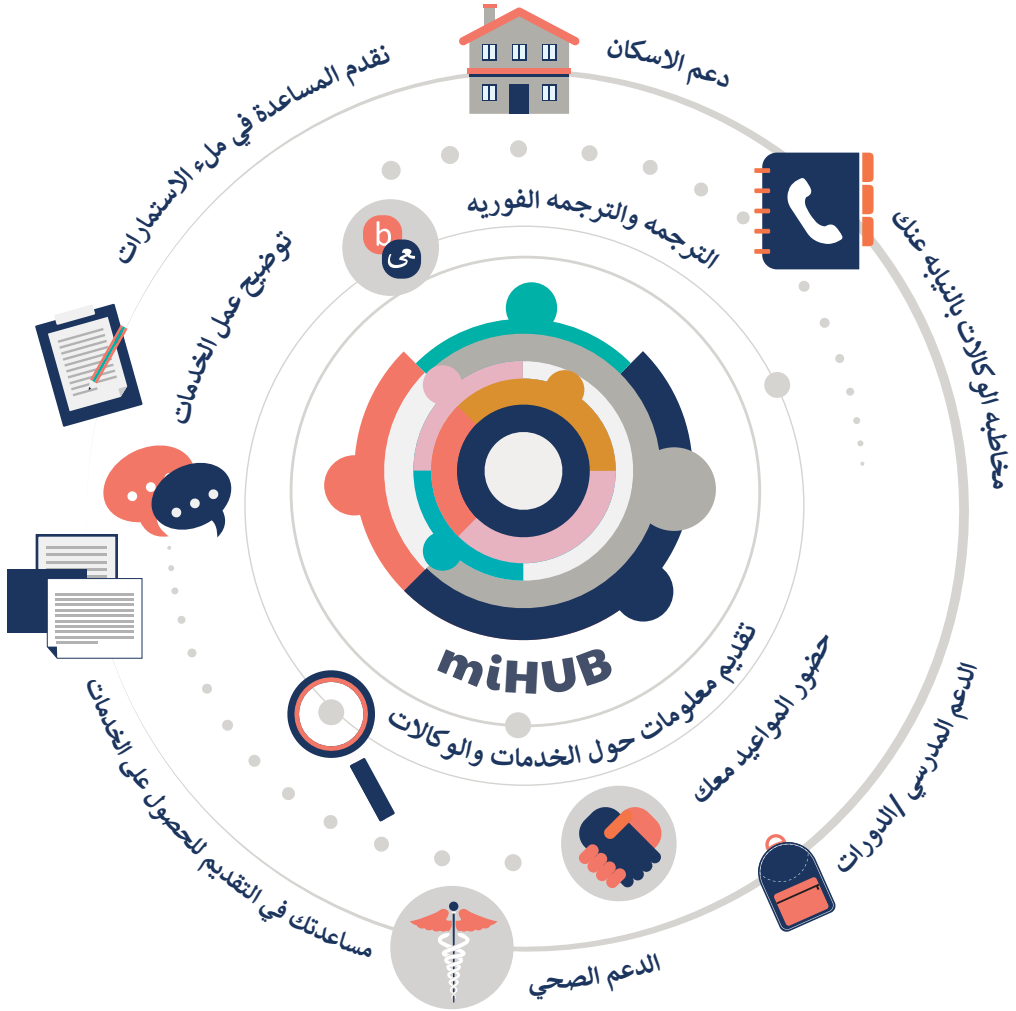 دعم الاسكان
نقدم المساعدة في ملء الاستمارات
مخاطبه الوكالات بالنيابه عنك
الترجمه والترجمه الفوريه
b
توضيح عمل الخدمات
miHUB
تقديم معلومات حول الخدمات والوكالات
حضور المواعيد معك
الدعم المدرسي /الدورات
مساعدتك في التقديم للحصول على الخدمات
الدعم الصحي